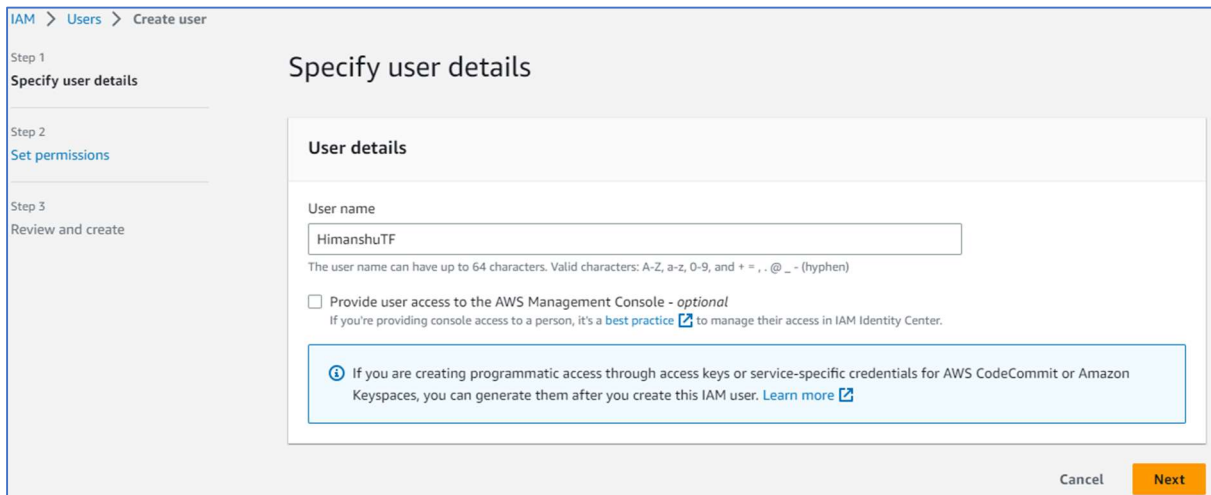 IAM > Users > Create user
Step 1
Specify user details
Step 2
Set permissions
Step 3
Review and create
Specify user details
User details
User name
HimanshuTF
The user name can have up to 64 characters. Valid characters: A-Z, a-z, 0-9, and + = , . @ _ - (hyphen)
Provide user access to the AWS Management Console - optional
If you're providing console access to a person, it's a best practice to manage their access in IAM Identity Center.
If you are creating programmatic access through access keys or service-specific credentials for AWS CodeCommit or Amazon
Keyspaces, you can generate them after you create this IAM user. Learn more
Cancel
Next